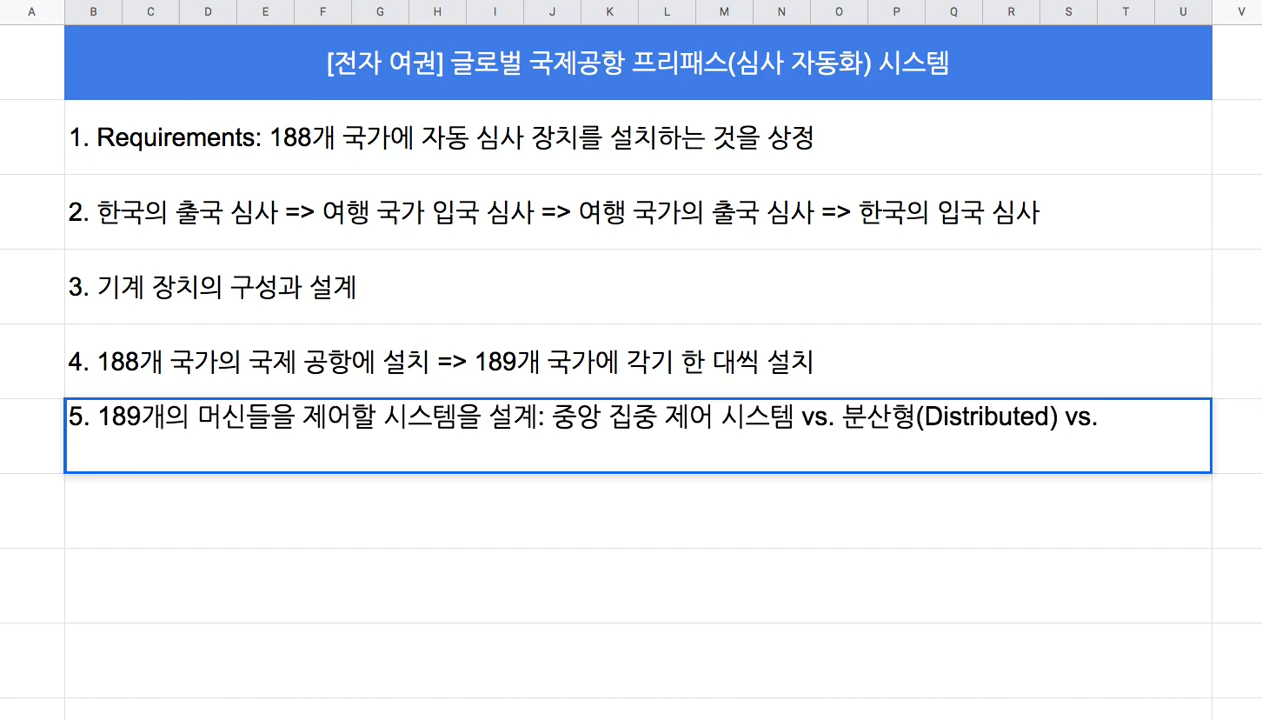 A B C D E F G H I J K L M N O P Q R S T U V
[전자 여권] 글로벌 국제공항 프리패스(심사 자동화) 시스템
1. Requirements: 188개 국가에 자동 심사 장치를 설치하는 것을 상정
2. 한국의 출국 심사 => 여행 국가 입국 심사 => 여행 국가의 출국 심사 => 한국의 입국 심사
3. 기계 장치의 구성과 설계
4. 188개 국가의 국제 공항에 설치 => 189개 국가에 각기 한 대씩 설치
5. 189개의 머신들을 제어할 시스템을 설계: 중앙 집중 제어 시스템 vs. 분산형(Distributed) vs.